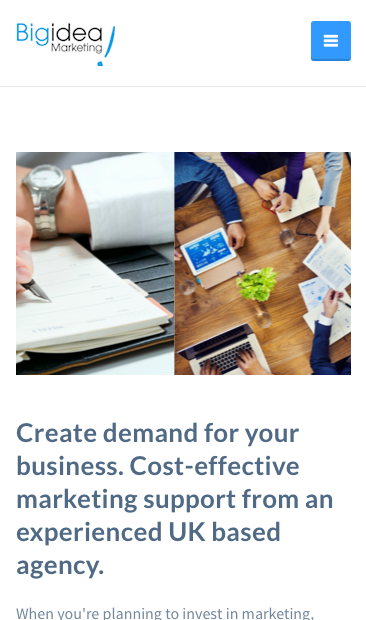 Bigidea!
Marketing
Create demand for your
business. Cost-effective
marketing support from an
experienced UK based
agency.
When you're planning to invest in marketing,